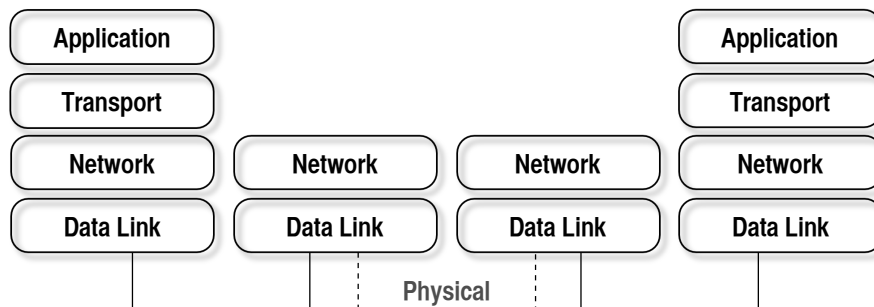 Application Application
Transport Transport
Network Network Network Network
Data Link Data Link Data Link Data Link
Physical